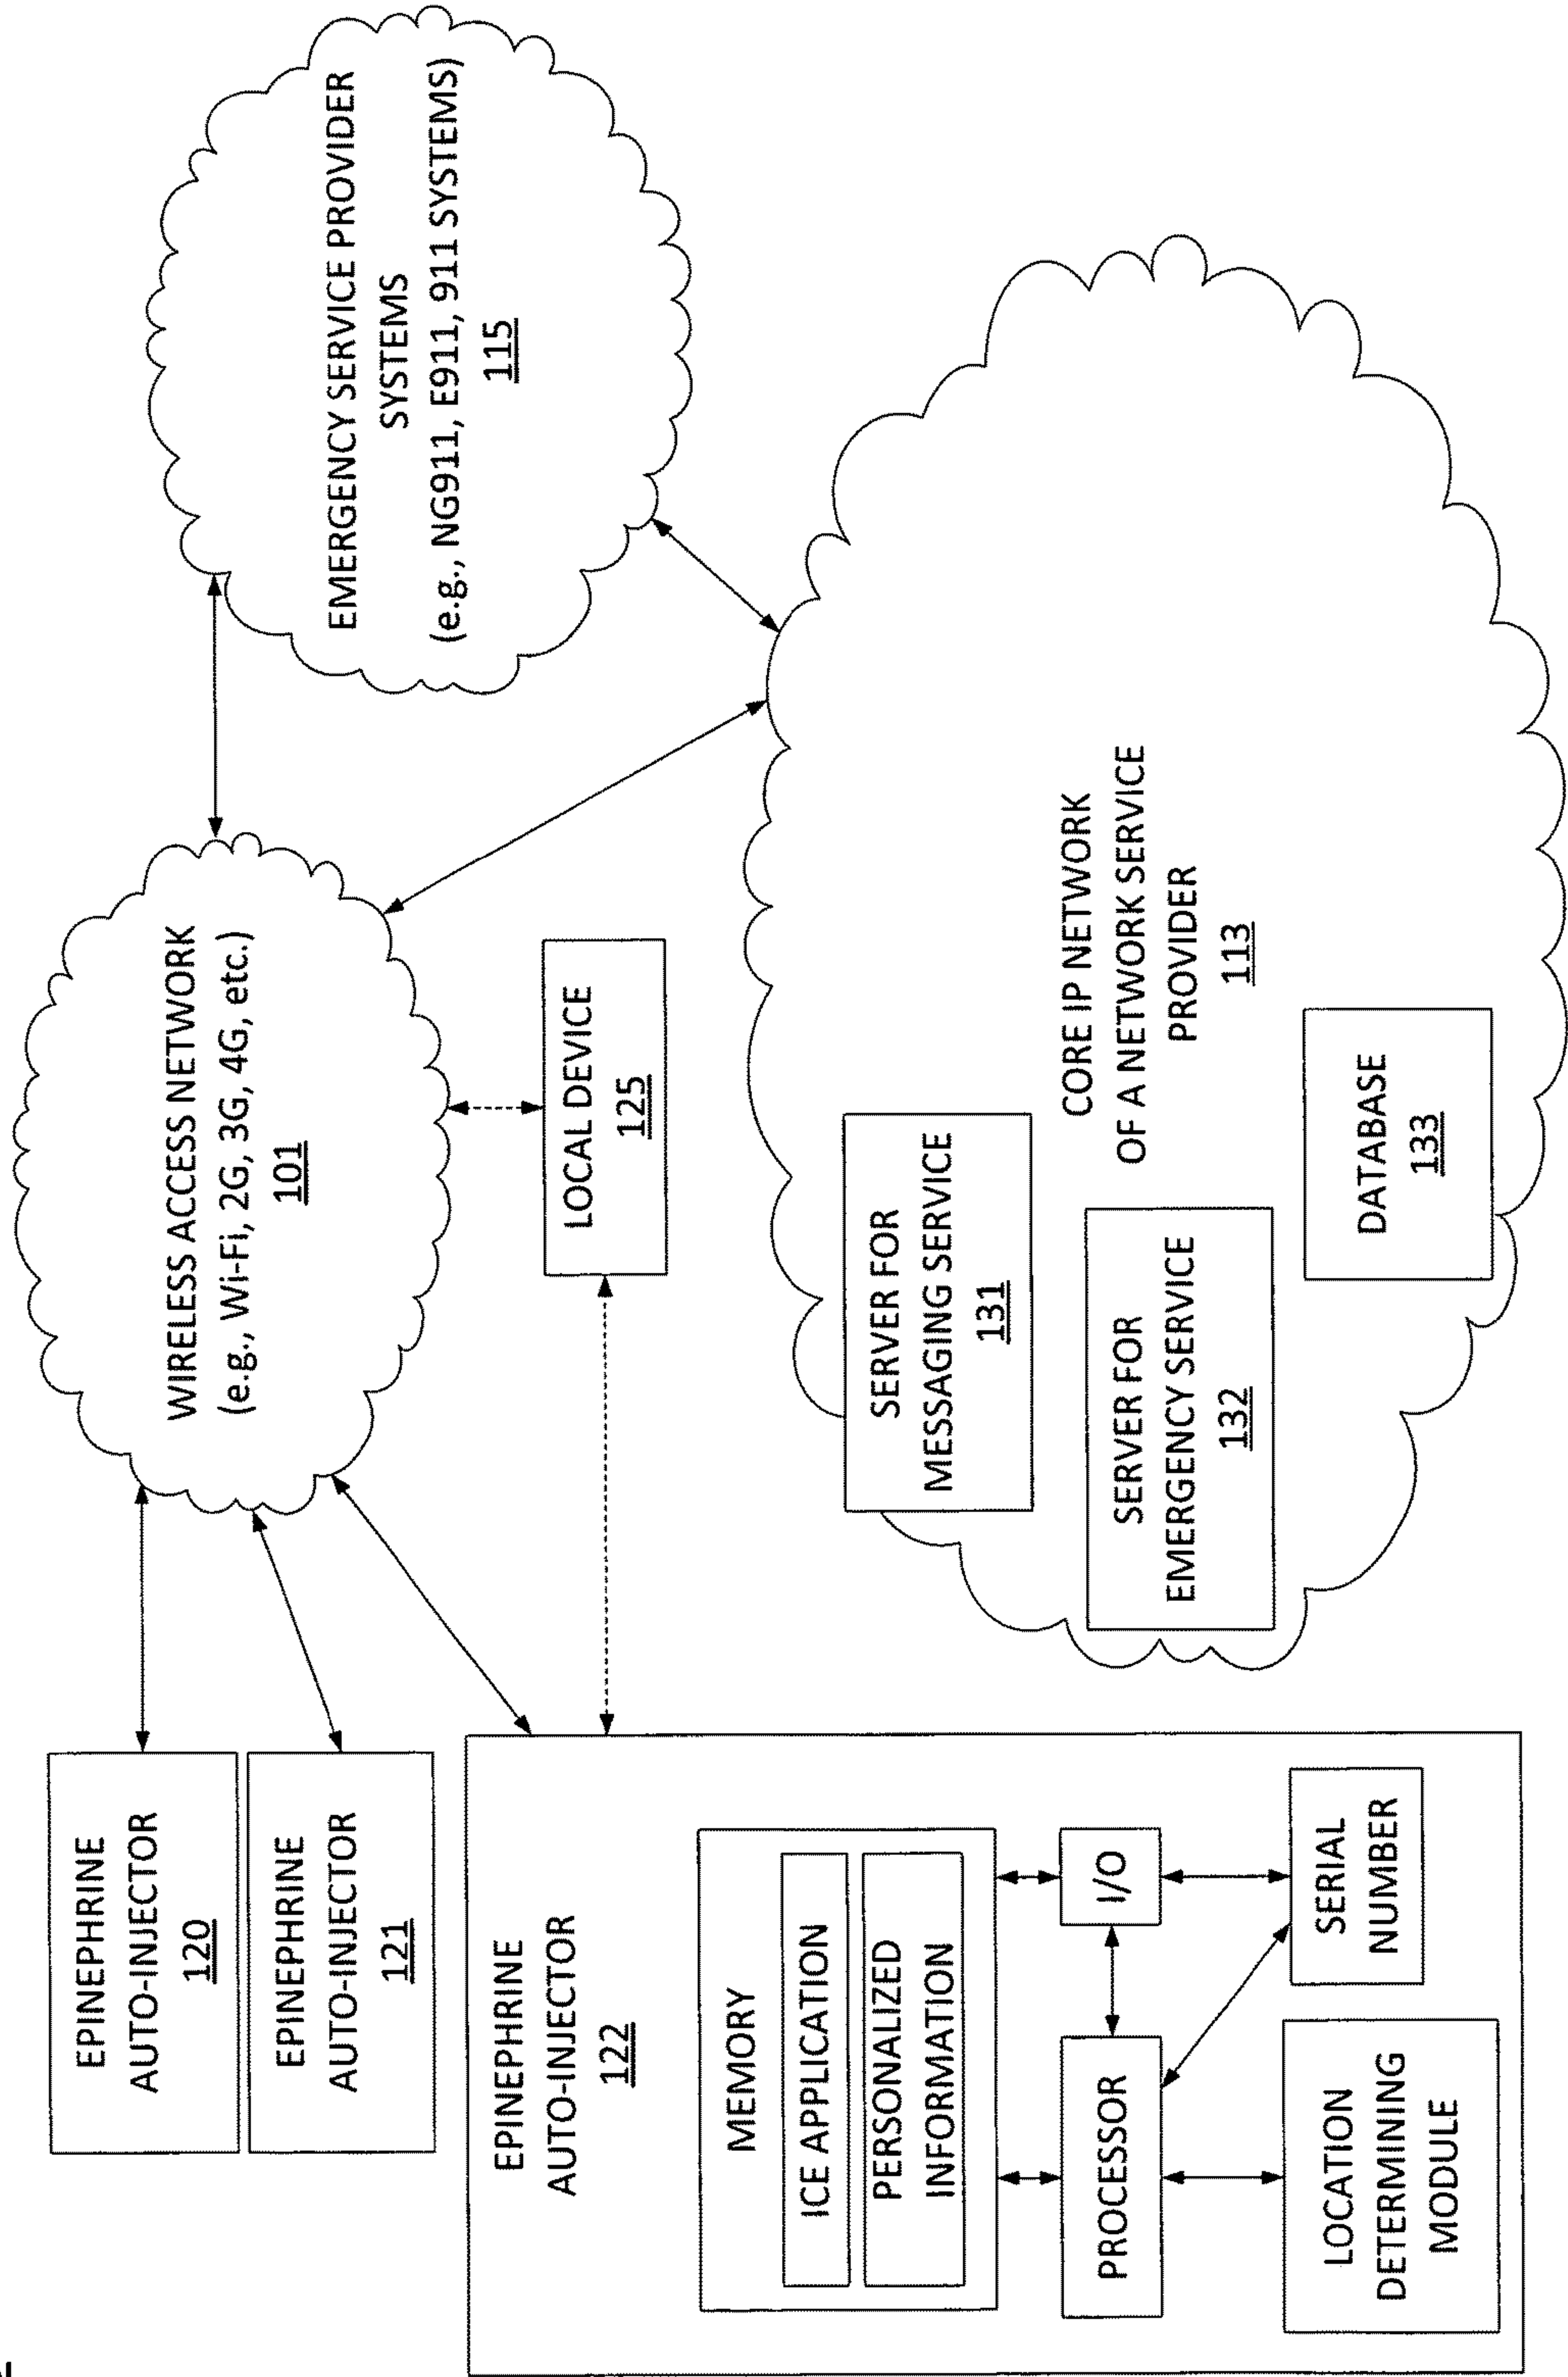 EPINEPHRINE
AUTO-INJECTOR
120
EPINEPHRINE
AUTO-INJECTOR
121
EPINEPHRINE
AUTO-INJECTOR
122
MEMORY
ICE APPLICATION
PERSONALIZED
INFORMATION
PROCESSOR
I/O
LOCATION
DETERMINING
MODULE
SERIAL
NUMBER
WIRELESS ACCESS NETWORK
(e.g., Wi-Fi, 2G, 3G, 4G, etc.)
101
LOCAL DEVICE
125
EMERGENCY SERVICE PROVIDER
SYSTEMS
(e.g., NG911, E911, 911 SYSTEMS)
115
SERVER FOR
MESSAGING SERVICE
131
SERVER FOR
EMERGENCY SERVICE
132
CORE IP NETWORK
OF A NETWORK SERVICE
PROVIDER
113
DATABASE
133